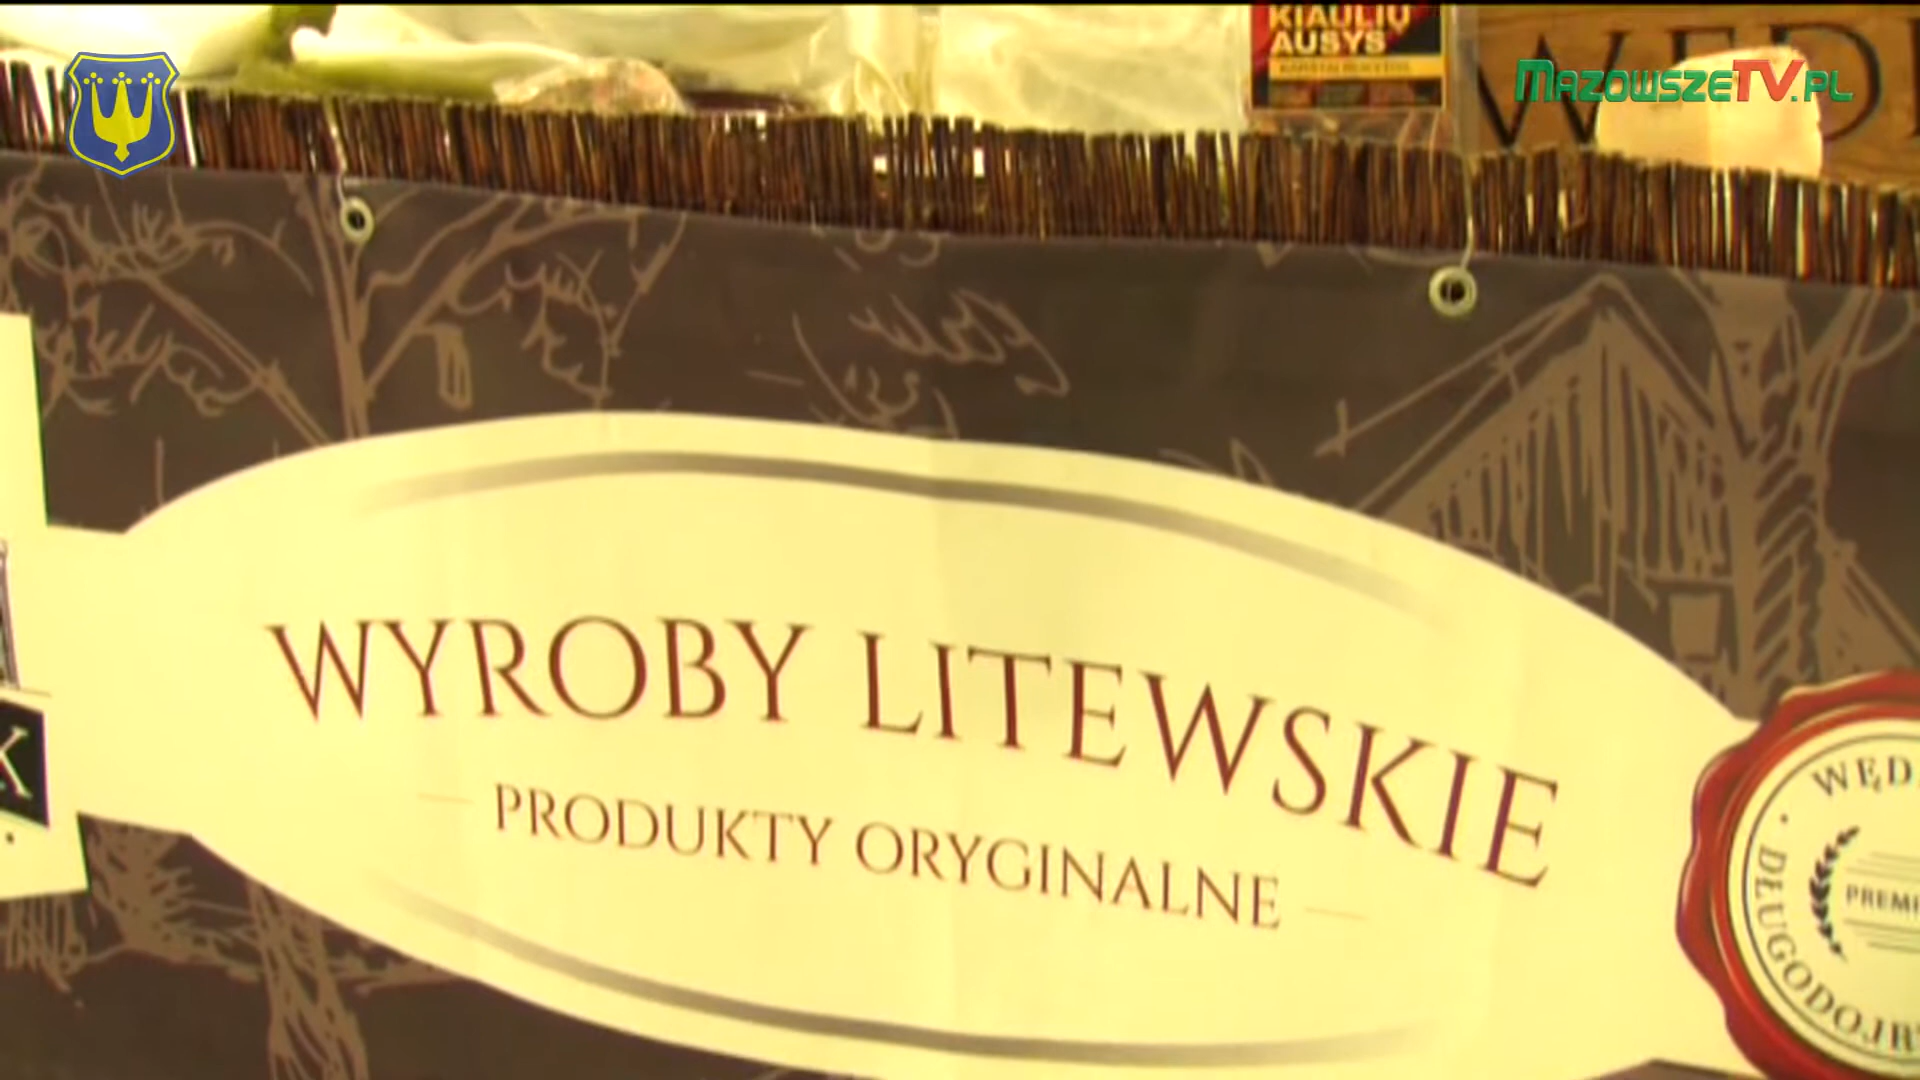 KIAULIŲ
AUSYS
MAZOWSZETV.PL
WYROBY LITEWSKIE
PRODUKTY ORYGINALNE